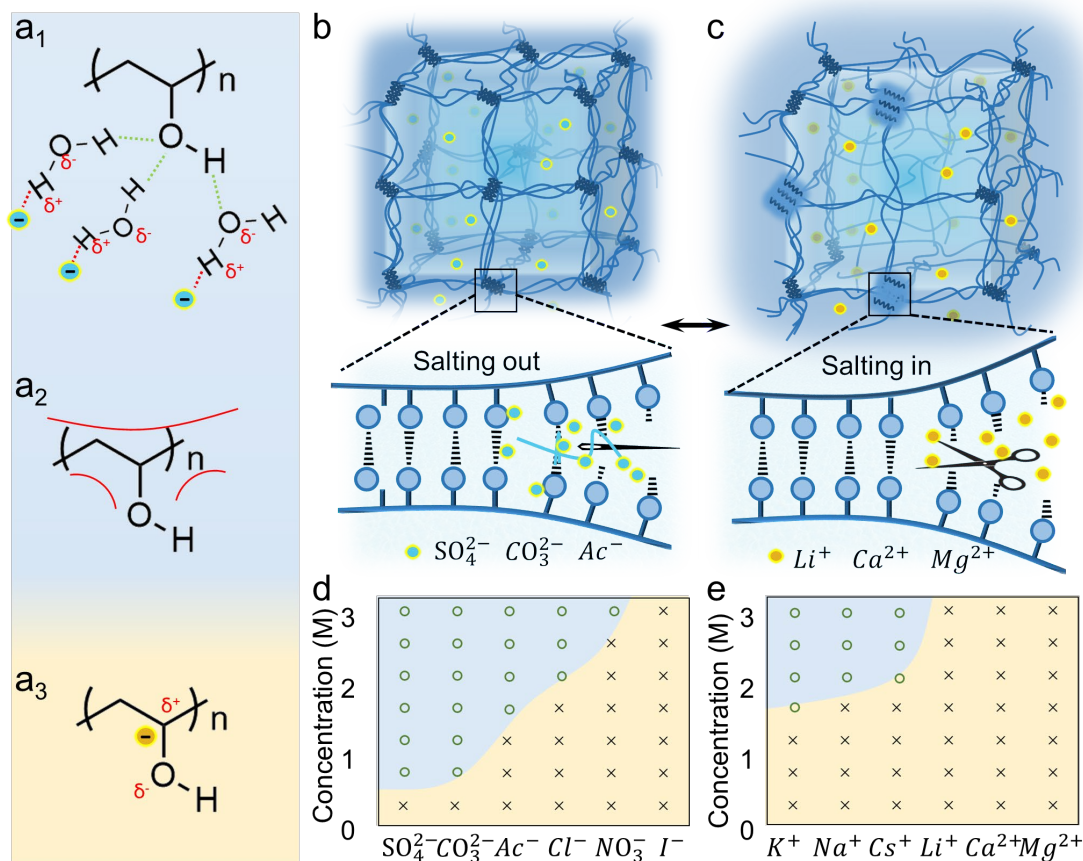 a₁
n
O
H
H
O
δ⁻
H
δ⁺
−
H
O
δ⁻
H
δ⁺
−
O
H
δ⁻
H
δ⁺
−
a₂
n
O
H
a₃
n
δ⁺
−
O
δ⁻
H
b
Salting out
SO₄²⁻ CO₃²⁻ Ac⁻
c
Salting in
Li⁺ Ca²⁺ Mg²⁺
d
Concentration (M)
3
2
1
0
SO₄²⁻ CO₃²⁻ Ac⁻ Cl⁻ NO₃⁻ I⁻
e
Concentration (M)
3
2
1
0
K⁺ Na⁺ Cs⁺ Li⁺ Ca²⁺ Mg²⁺